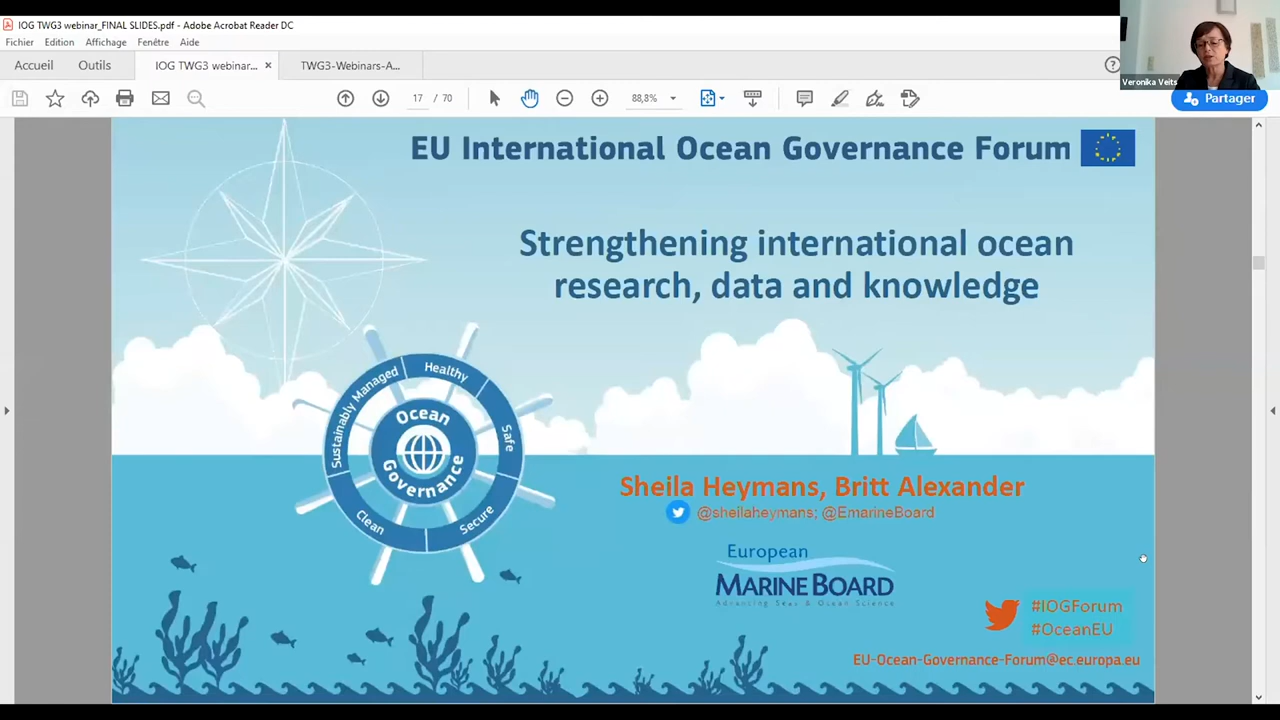 IOG TWG3 webinar_FINAL SLIDES.pdf - Adobe Acrobat Reader DC
Fichier Edition Affichage Fenêtre Aide
Accueil Outils IOG TWG3 webinar... × TWG3-Webinars-A...
Veronika Veits
17 / 70 88,8% Partager
EU International Ocean Governance Forum
Strengthening international ocean
research, data and knowledge
Sustainably Managed
Healthy
Safe
Secure
Clean
Ocean
Governance
Sheila Heymans, Britt Alexander
@sheilaheymans; @EmarineBoard
European
MARINE BOARD
Advancing Seas & Ocean Science
#IOGForum
#OceanEU
EU-Ocean-Governance-Forum@ec.europa.eu